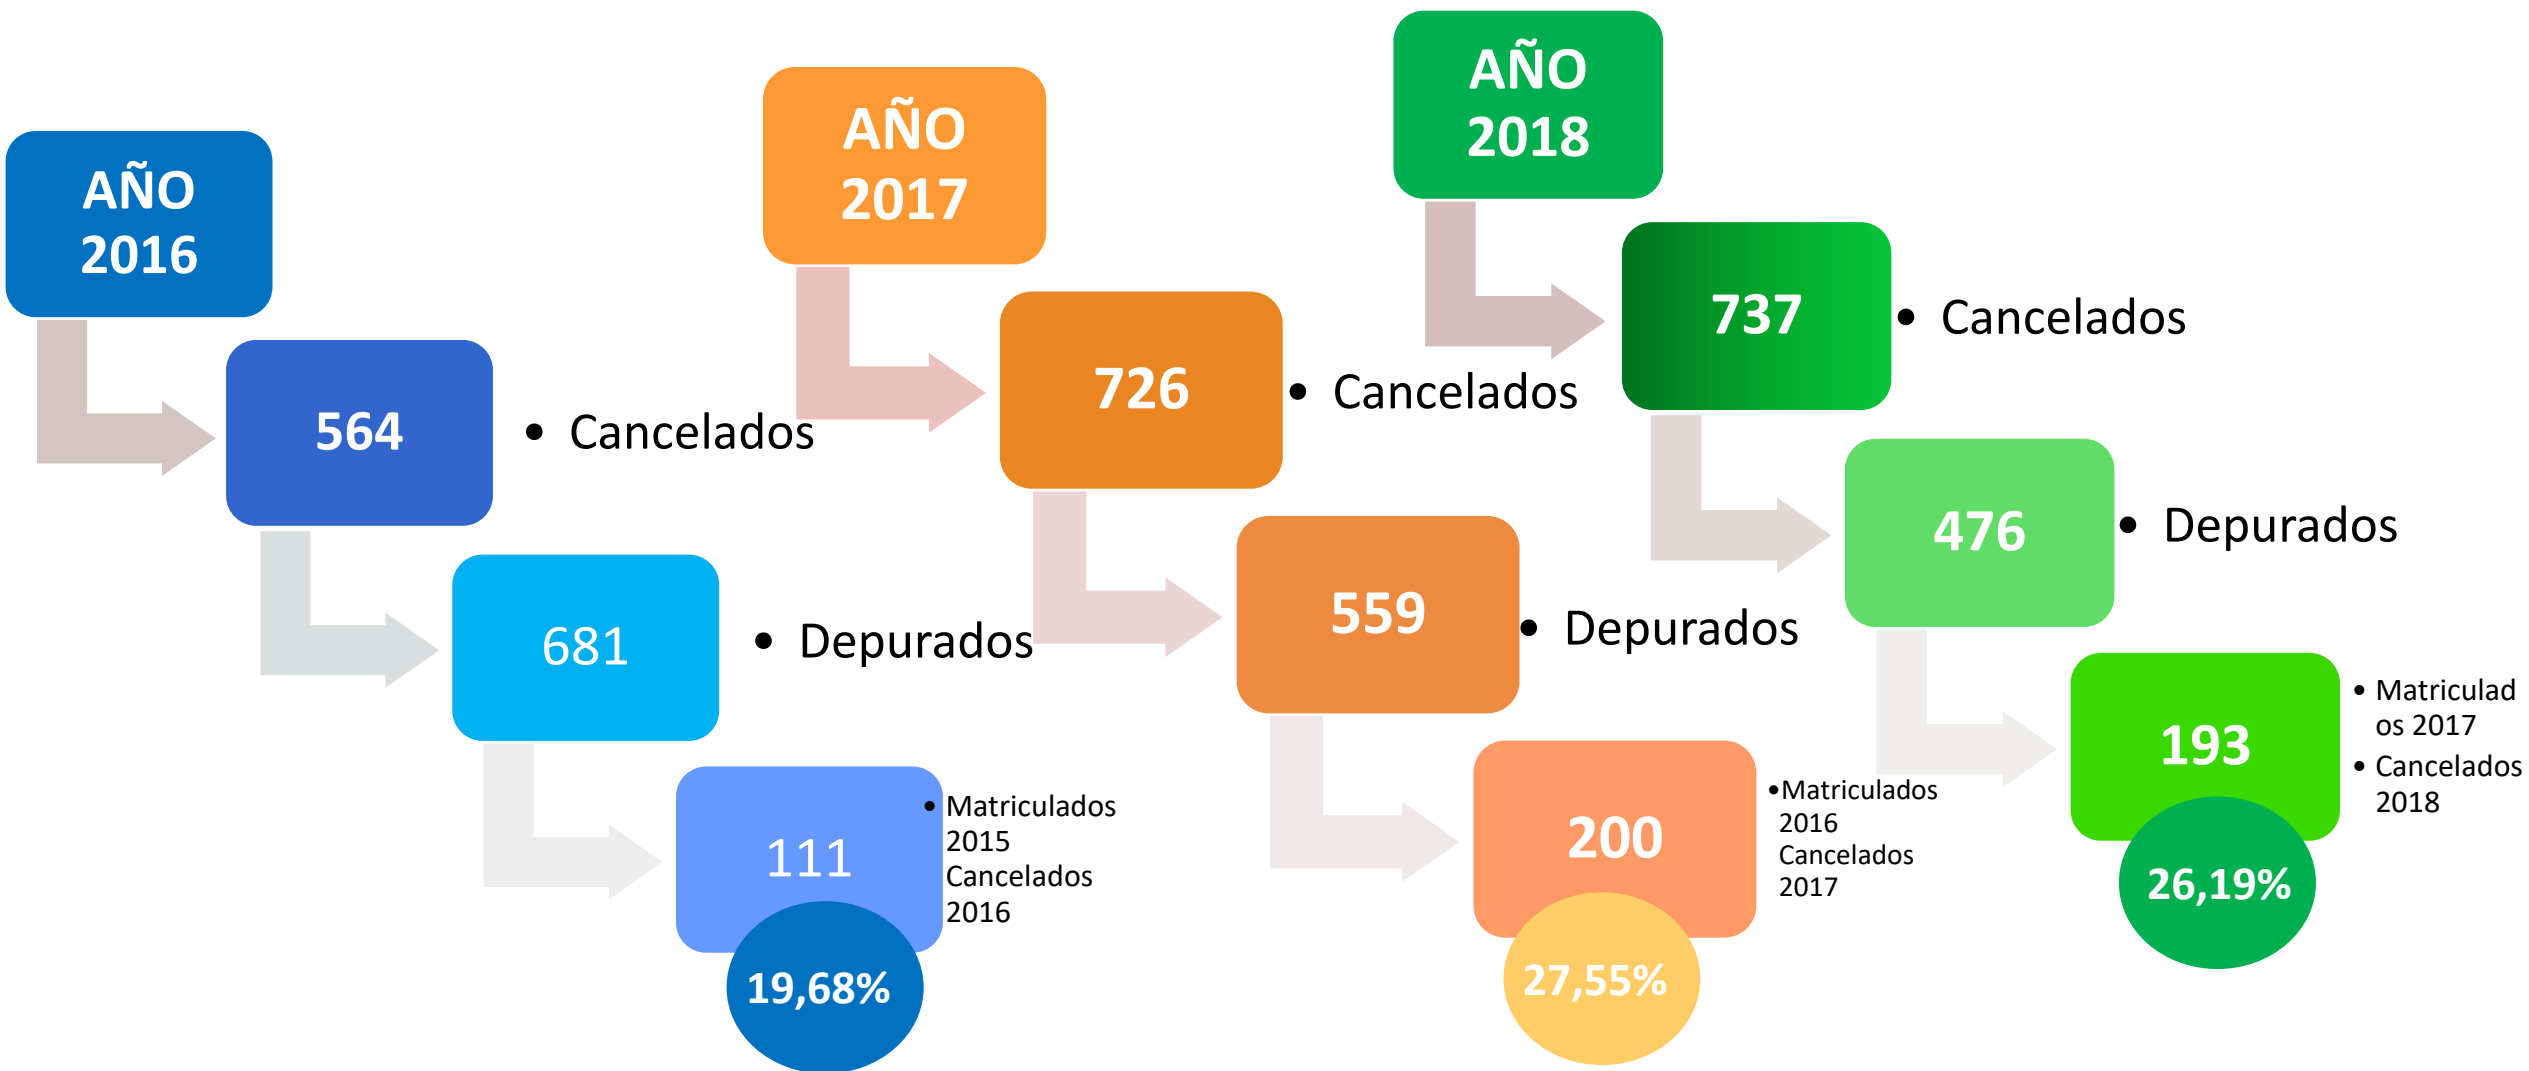 AÑO
2016
564
• Cancelados
681
• Depurados
111
• Matriculados
2015
Cancelados
2016
19,68%
AÑO
2017
726
• Cancelados
559
• Depurados
200
•Matriculados
2016
Cancelados
2017
27,55%
AÑO
2018
737
• Cancelados
476
• Depurados
193
• Matriculad
os 2017
• Cancelados
2018
26,19%